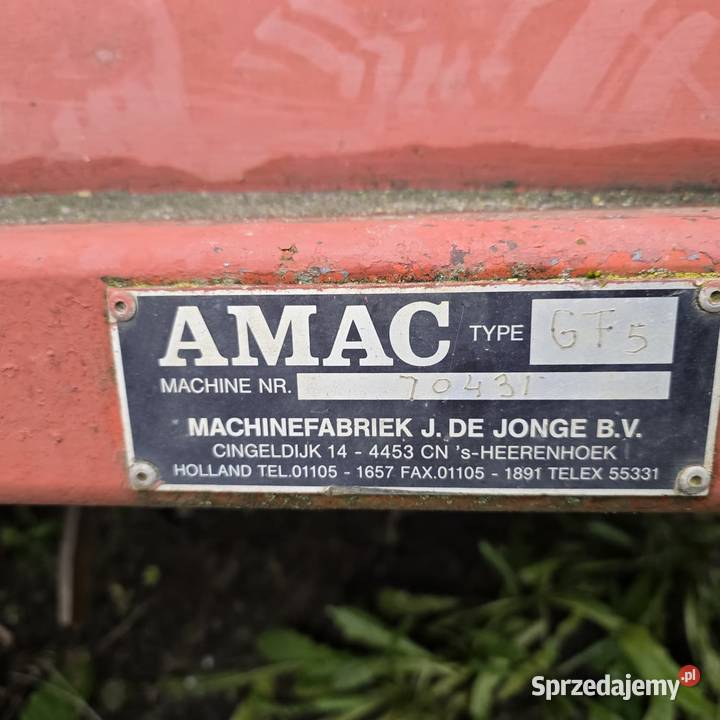 AMAC TYPE GF5
MACHINE NR. 70431
MACHINEFABRIEK J. DE JONGE B.V.
CINGELDIJK 14 - 4453 CN 's-HEERENHOEK
HOLLAND TEL.01105 - 1657 FAX.01105 - 1891 TELEX 55331
Sprzedajemy.pl